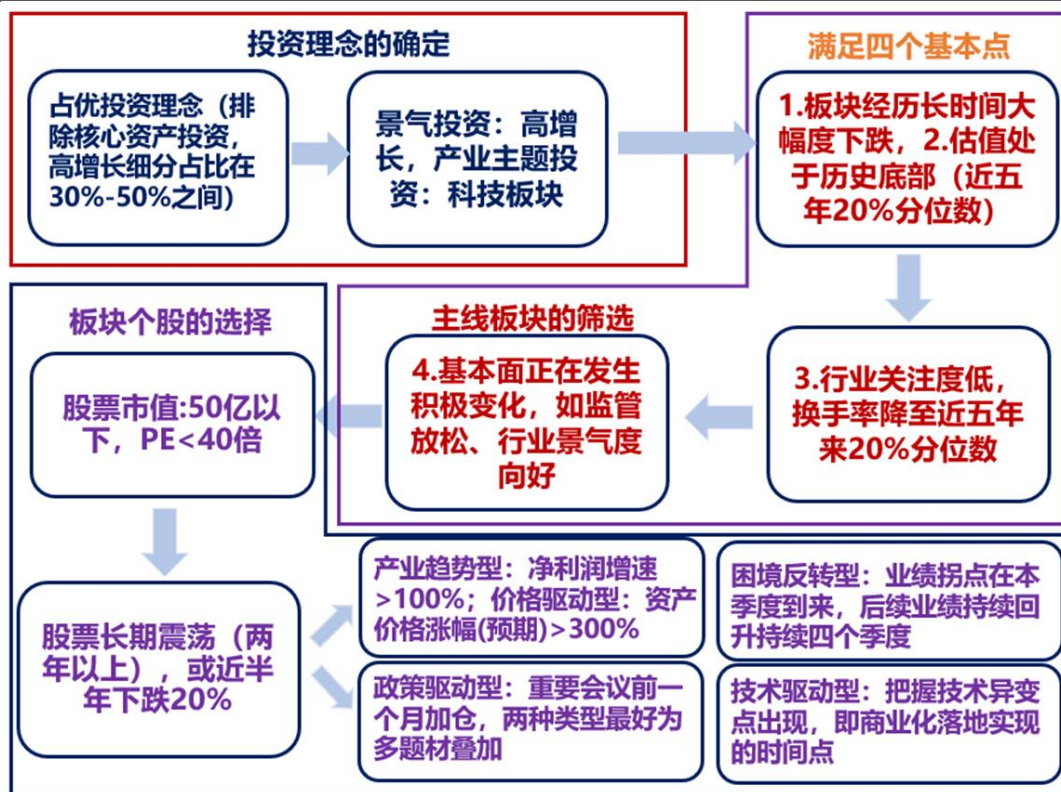 投资理念的确定
占优投资理念（排
除核心资产投资，
高增长细分占比在
30%-50%之间）
景气投资：高增
长，产业主题投
资：科技板块
满足四个基本点
1.板块经历长时间大
幅度下跌，2.估值处
于历史底部（近五
年20%分位数）
3.行业关注度低，
换手率降至近五年
来20%分位数
主线板块的筛选
4.基本面正在发生
积极变化，如监管
放松、行业景气度
向好
板块个股的选择
股票市值:50亿以
下，PE<40倍
股票长期震荡（两
年以上），或近半
年下跌20%
产业趋势型：净利润增速
>100%；价格驱动型：资产
价格涨幅(预期)>300%
困境反转型：业绩拐点在本
季度到来，后续业绩持续回
升持续四个季度
政策驱动型：重要会议前一
个月加仓，两种类型最好为
多题材叠加
技术驱动型：把握技术异变
点出现，即商业化落地实现
的时间点